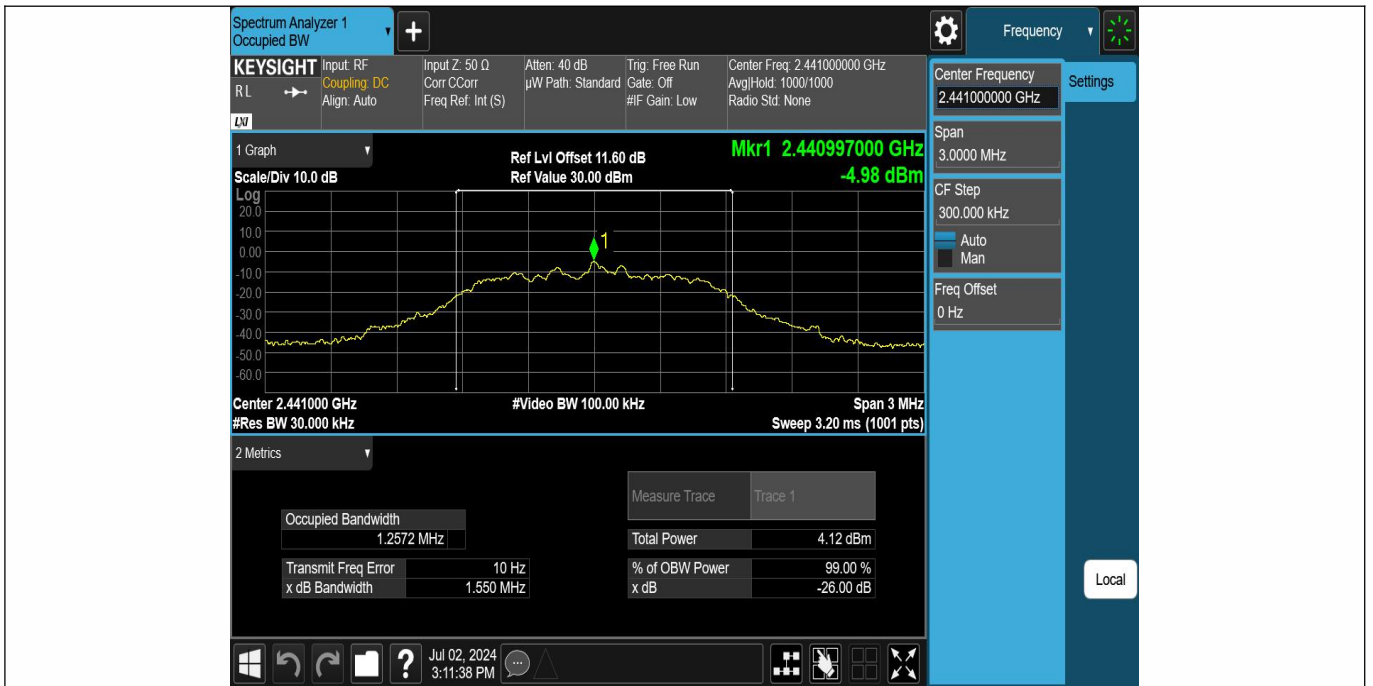 Spectrum Analyzer 1
Occupied BW
+
Frequency
KEYSIGHT
RL
LXI
Input: RF
Coupling: DC
Align: Auto
Input Z: 50 Ω
Corr CCorr
Freq Ref: Int (S)
Atten: 40 dB
µW Path: Standard
Trig: Free Run
Gate: Off
#IF Gain: Low
Center Freq: 2.441000000 GHz
Avg|Hold: 1000/1000
Radio Std: None
Center Frequency
2.441000000 GHz
Settings
Span
3.0000 MHz
CF Step
300.000 kHz
Auto
Man
Freq Offset
0 Hz
Local
1 Graph
Scale/Div 10.0 dB
Ref Lvl Offset 11.60 dB
Ref Value 30.00 dBm
Mkr1 2.440997000 GHz
-4.98 dBm
Log
20.0
10.0
0.00
-10.0
-20.0
-30.0
-40.0
-50.0
-60.0
1
Center 2.441000 GHz
#Video BW 100.00 kHz
Span 3 MHz
#Res BW 30.000 kHz
Sweep 3.20 ms (1001 pts)
2 Metrics
Measure Trace
Trace 1
Occupied Bandwidth
1.2572 MHz
Total Power
4.12 dBm
Transmit Freq Error
10 Hz
% of OBW Power
99.00 %
x dB Bandwidth
1.550 MHz
x dB
-26.00 dB
?
Jul 02, 2024
3:11:38 PM